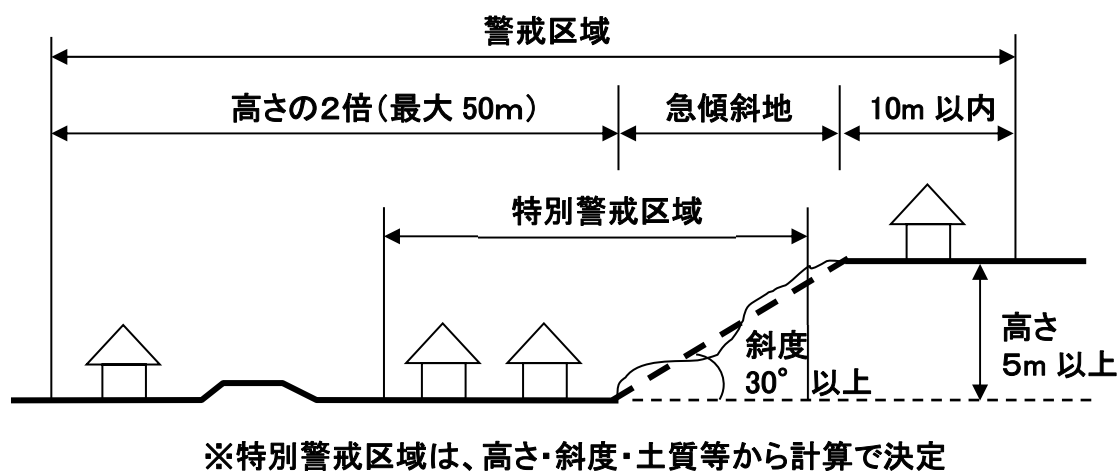 警戒区域
高さの２倍（最大 50ｍ）
急傾斜地
10m 以内
特別警戒区域
斜度
30° 以上
高さ
5m 以上
※特別警戒区域は、高さ・斜度・土質等から計算で決定